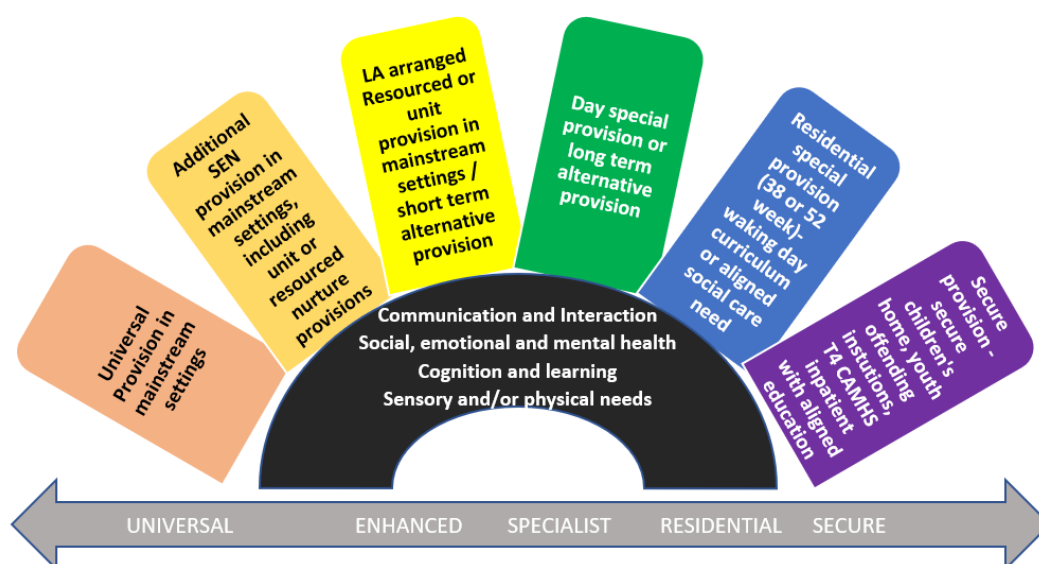 Universal
Provision in
mainstream
settings
Additional
SEN
provision in
mainstream
settings,
including
unit or
resourced
nurture
provisions
LA arranged
Resourced or
unit
provision in
mainstream
settings /
short term
alternative
provision
Day special
provision or
long term
alternative
provision
Residential
special
provision
(38 or 52
week)-
waking day
curriculum
or aligned
social care
need
Secure
provision -
secure
children's
home, youth
offending
instutions,
T4 CAMHS
inpatient
with aligned
education
Communication and Interaction
Social, emotional and mental health
Cognition and learning
Sensory and/or physical needs
UNIVERSAL ENHANCED SPECIALIST RESIDENTIAL SECURE